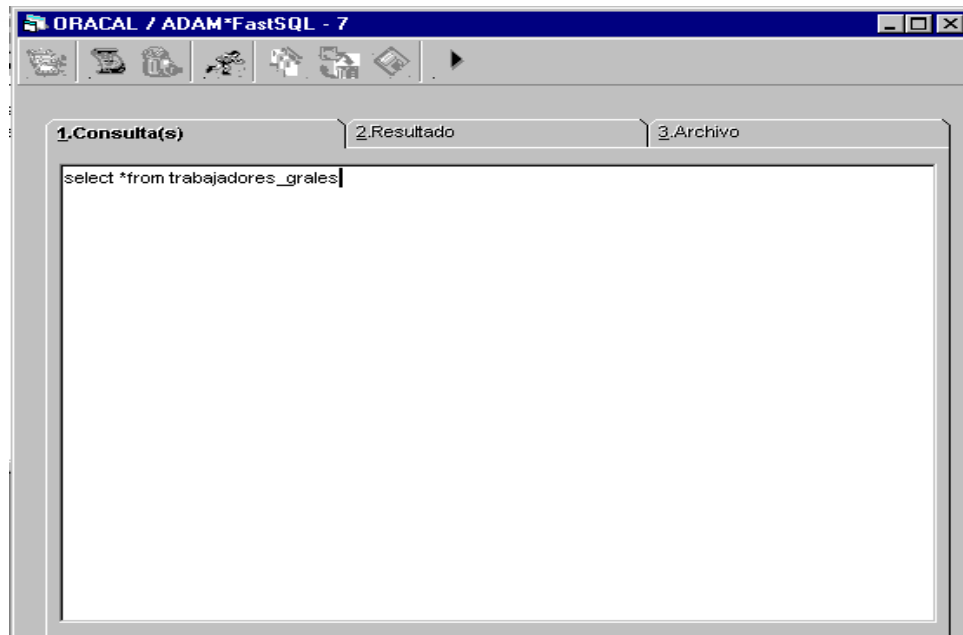 ORACAL / ADAM*FastSQL - 7
1.Consulta(s)
2.Resultado
3.Archivo
select *from trabajadores_grales